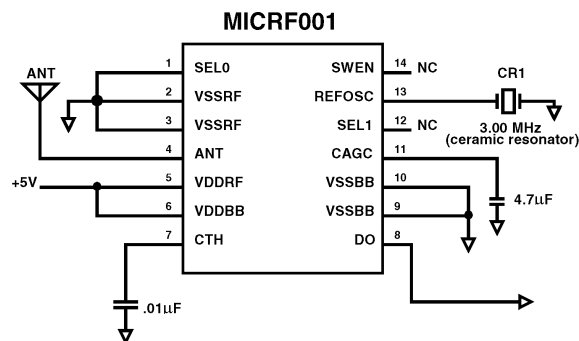 MICRF001
ANT
+5V
1 SEL0
2 VSSRF
3 VSSRF
4 ANT
5 VDDRF
6 VDDBB
7 CTH
.01µF
SWEN 14 NC
REFOSC 13
SEL1 12 NC
CAGC 11
VSSBB 10
VSSBB 9
DO 8
CR1
3.00 MHz
(ceramic resonator)
4.7µF